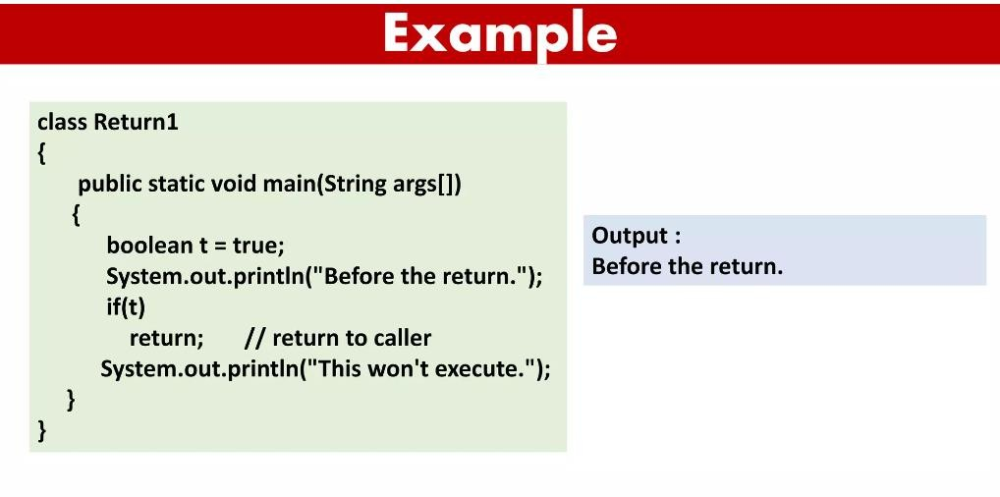 Example
class Return1
{
public static void main(String args[])
{
boolean t = true;
System.out.println("Before the return.");
if(t)
return; // return to caller
System.out.println("This won't execute.");
}
}
Output :
Before the return.